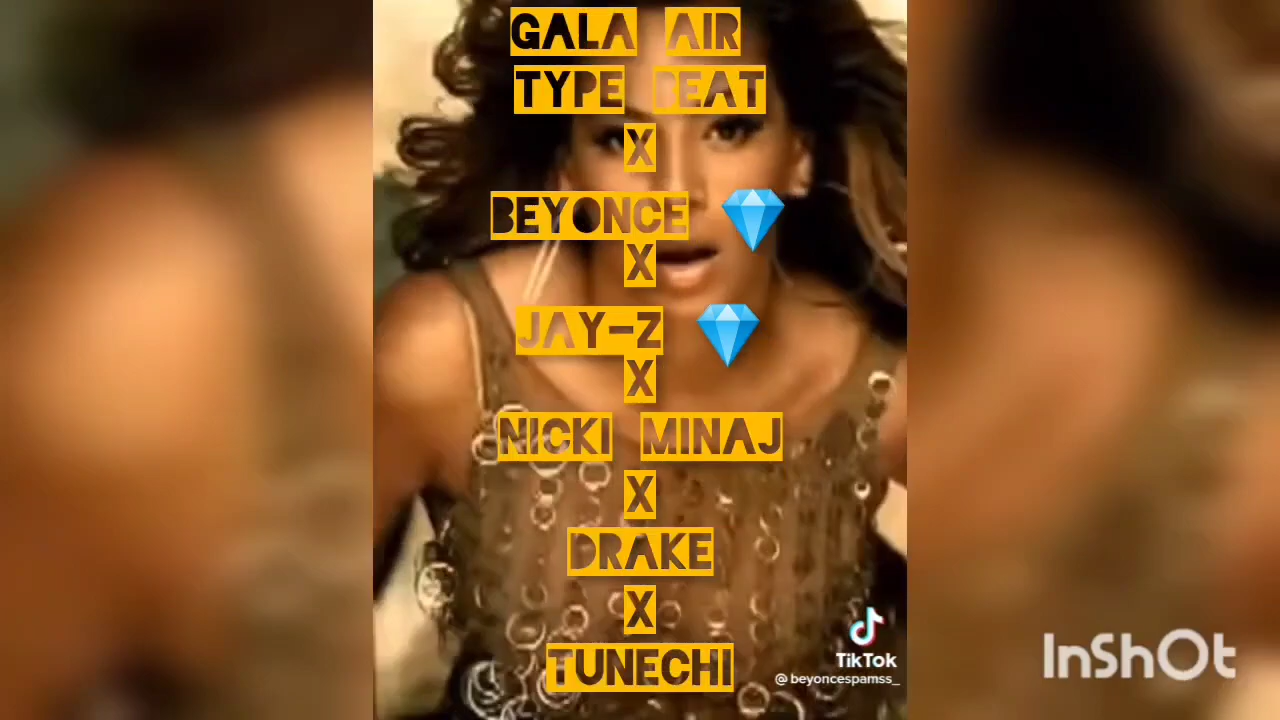 GALA AIR
TYPE BEAT
X
BEYONCE 💎
X
JAY-Z 💎
X
NICKI MINAJ
X
DRAKE
X
TUNECHI
TikTok
@beyoncespamss_
InShOt